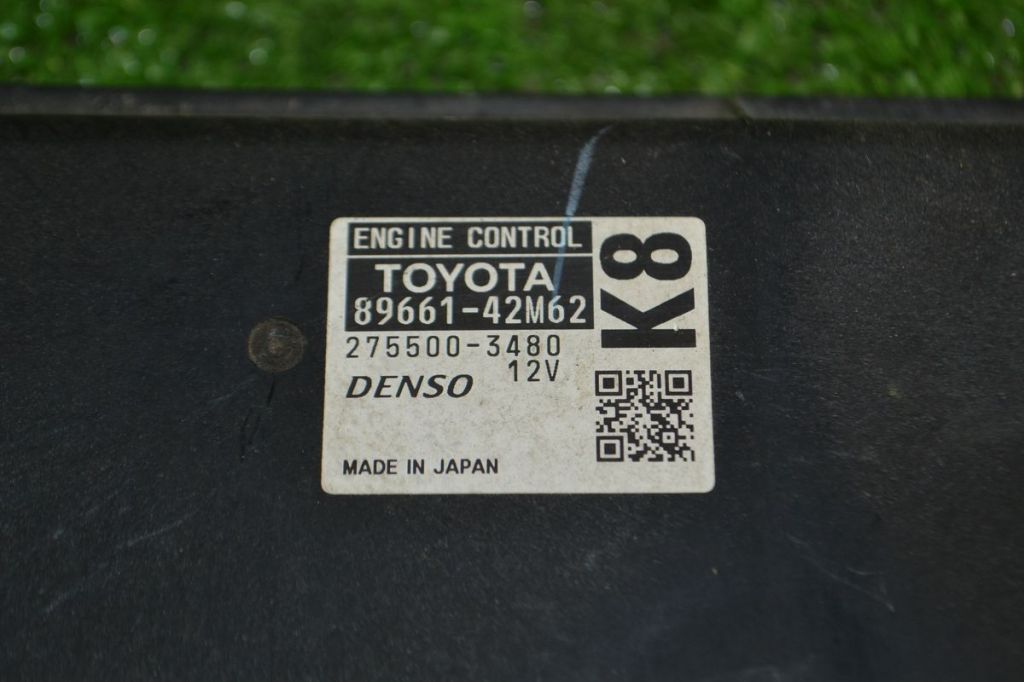 ENGINE CONTROL
TOYOTA
89661-42M62
K8
275500-3480
12V
DENSO
MADE IN JAPAN